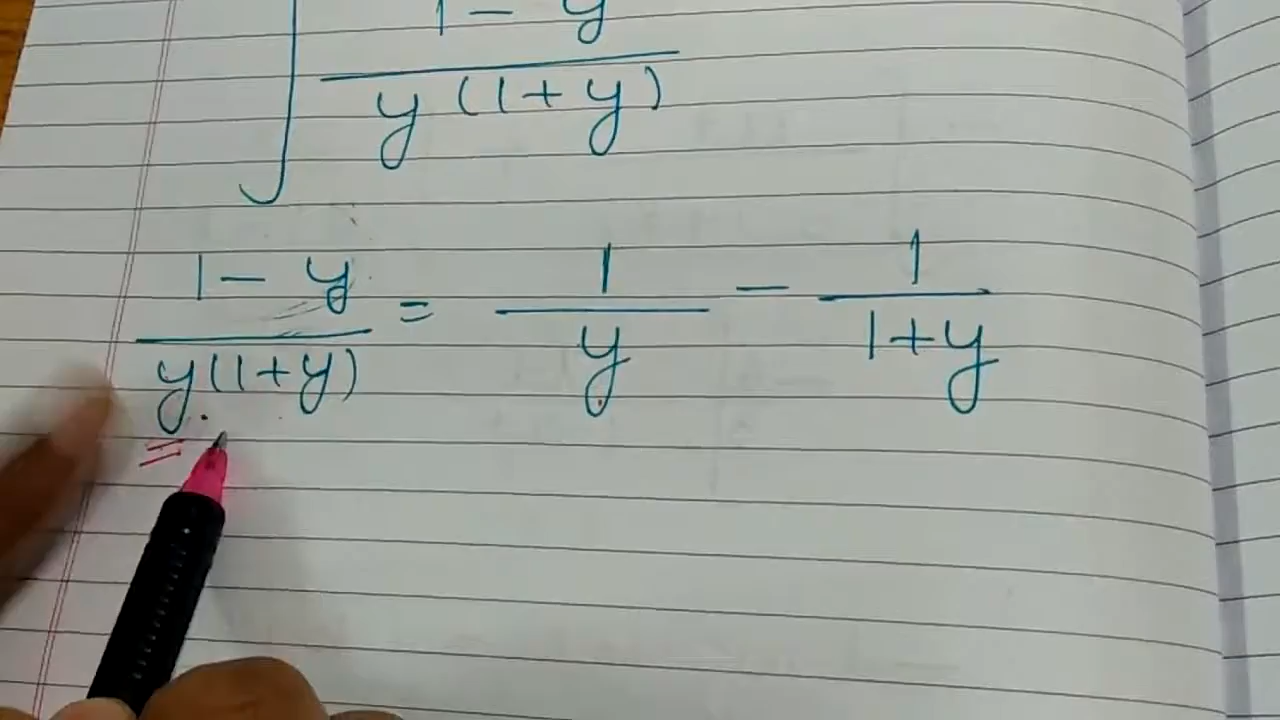 ∫ (1 - y) / (y (1 + y))
(1 - y) / (y(1+y)) = 1/y - 1/(1+y)